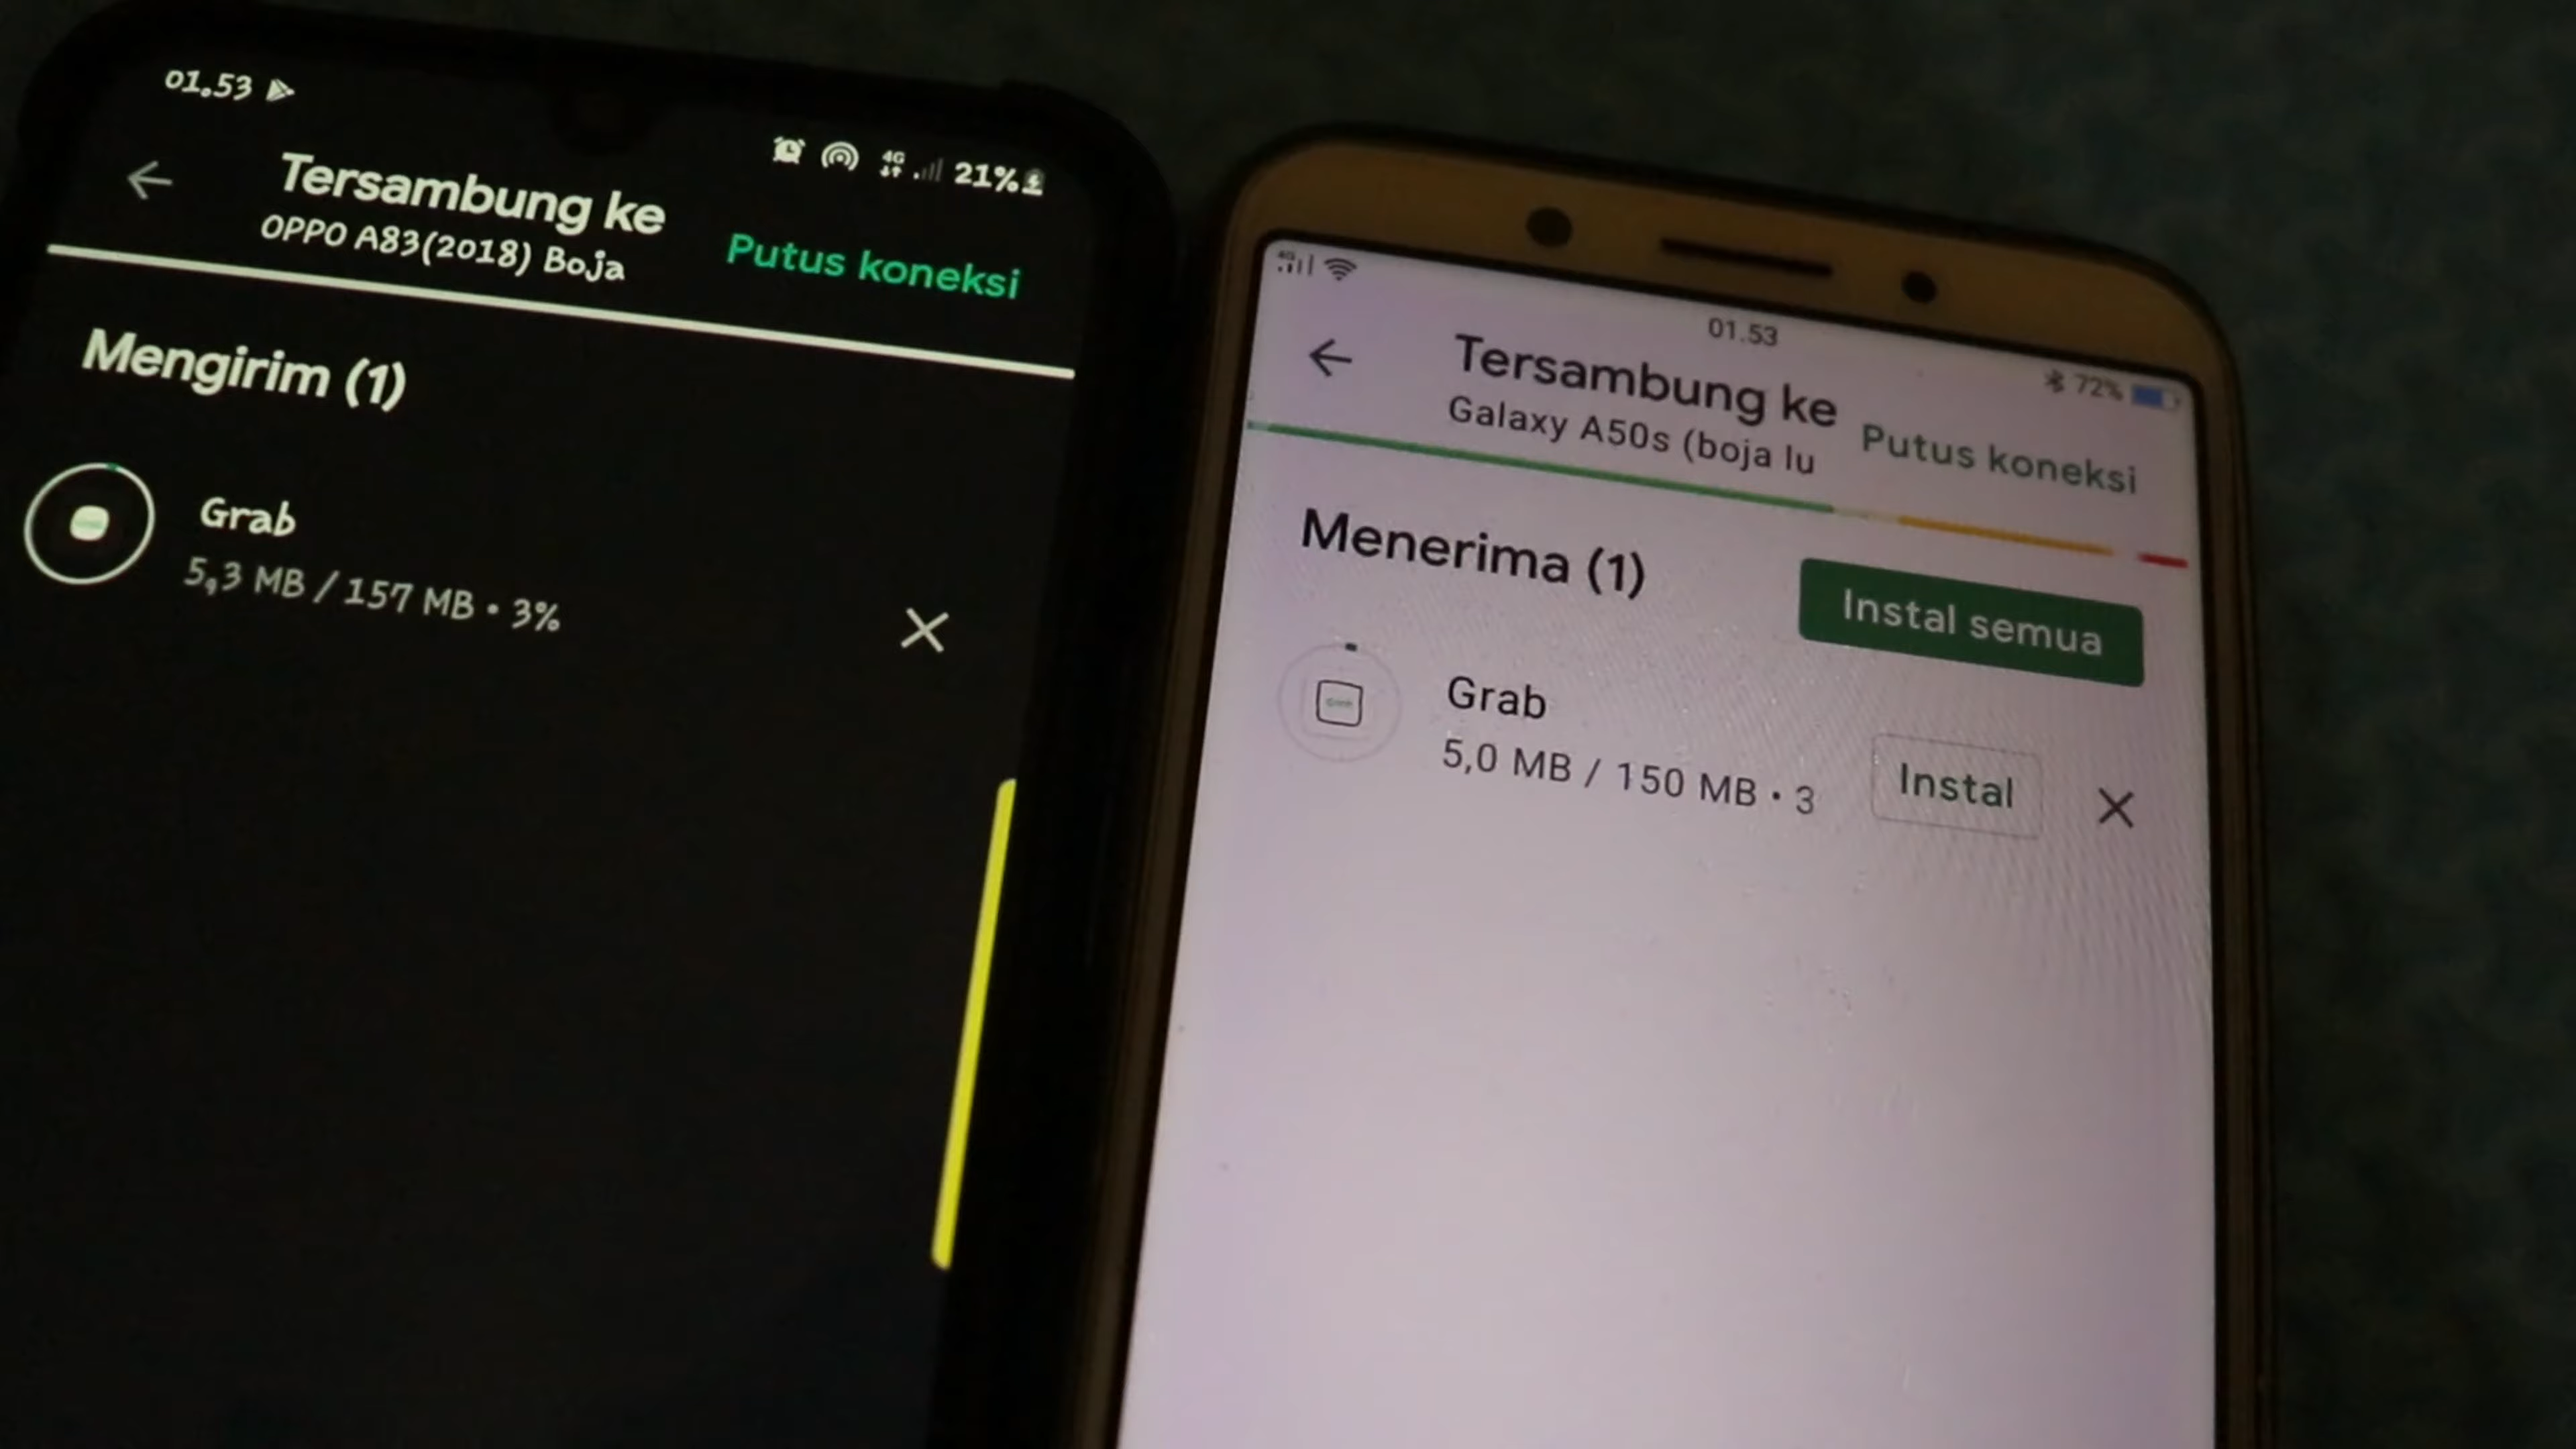 01.53
4G 21%
Tersambung ke
OPPO A83(2018) Boja
Putus koneksi
Mengirim (1)
Grab
5,3 MB / 157 MB • 3%
4G
01.53
72%
Tersambung ke
Galaxy A50s (boja lu
Putus koneksi
Menerima (1)
Instal semua
Grab
5,0 MB / 150 MB • 3
Instal